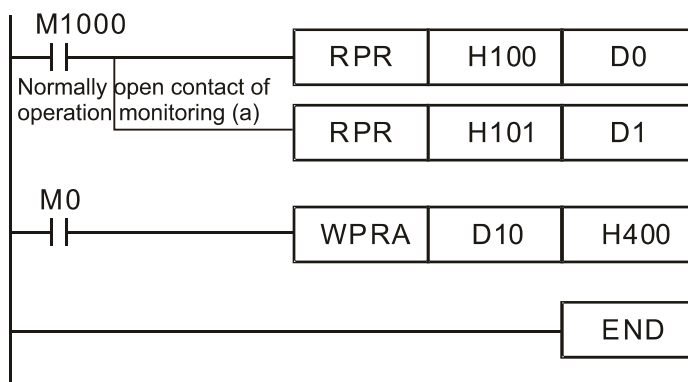 M1000
RPR H100 D0
Normally open contact of
operation monitoring (a)
RPR H101 D1
M0
WPRA D10 H400
END